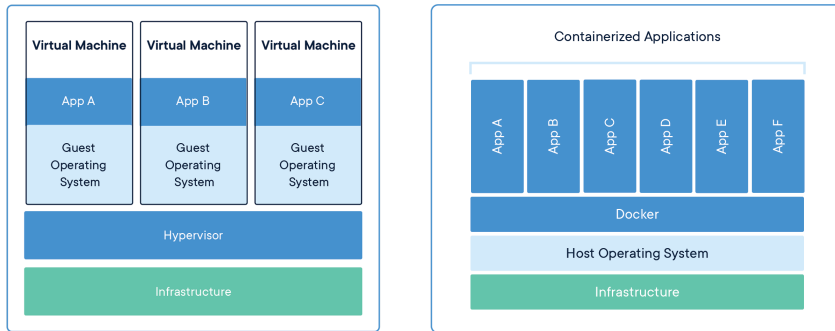 Virtual Machine
App A
Guest
Operating
System
Virtual Machine
App B
Guest
Operating
System
Virtual Machine
App C
Guest
Operating
System
Hypervisor
Infrastructure
Containerized Applications
App A
App B
App C
App D
App E
App F
Docker
Host Operating System
Infrastructure